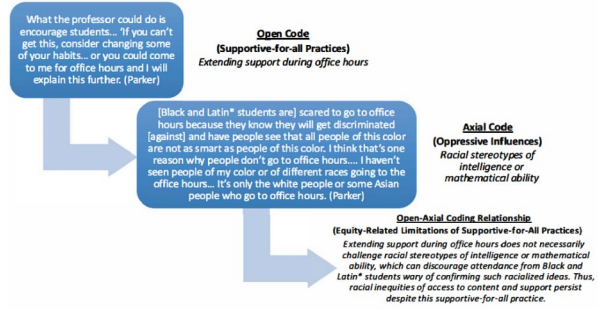 What the professor could do is
encourage students... ‘If you can’t
get this, consider changing some
of your habits... or you could come
to me for office hours and I will
explain this further. (Parker)
Open Code
(Supportive-for-all Practices)
Extending support during office hours
[Black and Latin* students are] scared to go to office
hours because they know they will get discriminated
[against] and have people see that all people of this color
are not as smart as people of this color. I think that’s one
reason why people don’t go to office hours.... I haven’t
seen people of my color or of different races going to the
office hours... It’s only the white people or some Asian
people who go to office hours. (Parker)
Axial Code
(Oppressive Influences)
Racial stereotypes of
intelligence or
mathematical ability
Open-Axial Coding Relationship
(Equity-Related Limitations of Supportive-for-All Practices)
Extending support during office hours does not necessarily
challenge racial stereotypes of intelligence or mathematical
ability, which can discourage attendance from Black and
Latin* students wary of confirming such racialized ideas. Thus,
racial inequities of access to content and support persist
despite this supportive-for-all practice.